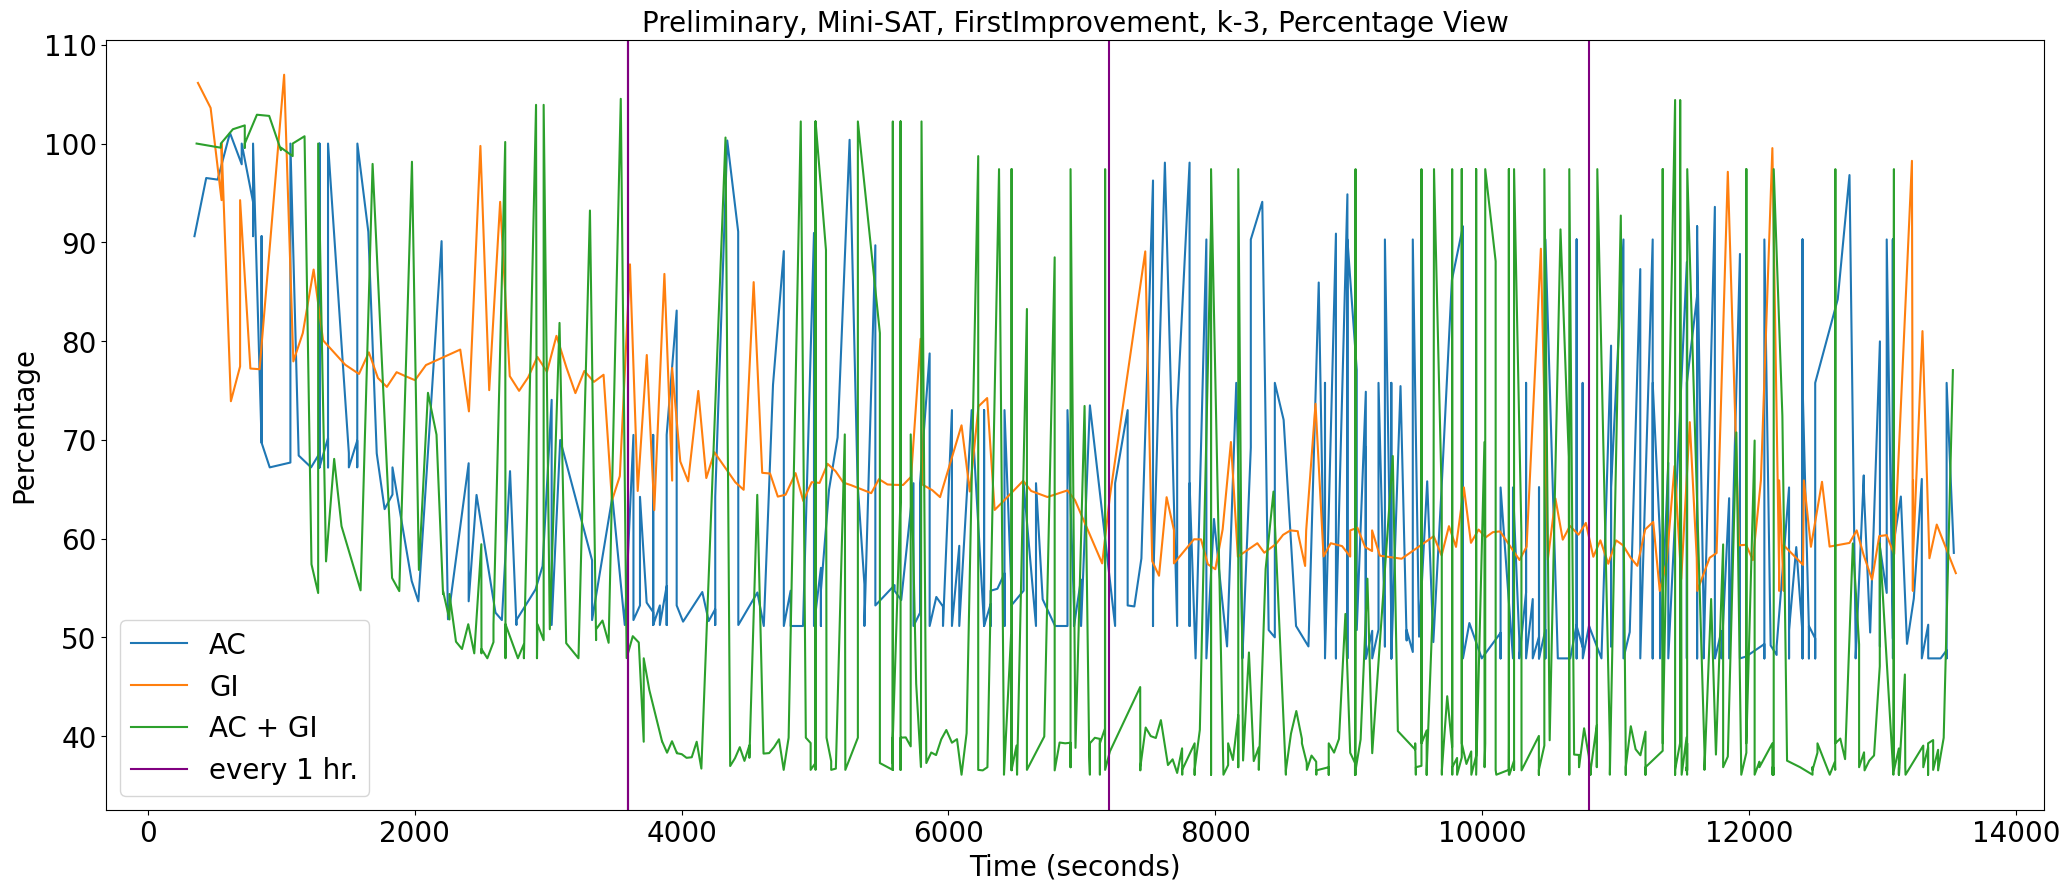 Preliminary, Mini-SAT, FirstImprovement, k-3, Percentage View
110
100
90
80
70
60
50
40
Percentage
AC
GI
AC + GI
every 1 hr.
0 2000 4000 6000 8000 10000 12000 14000
Time (seconds)